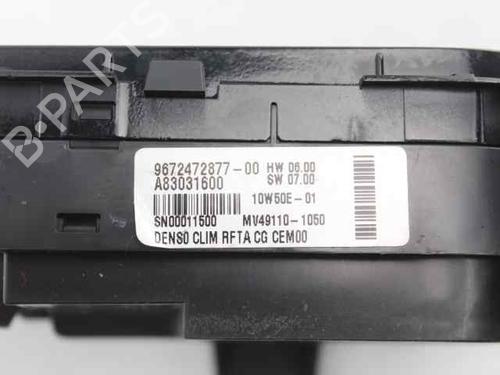 B-PARTS
9672472877-00 HW 06.00
A83031600 SW 07.00
10W50E-01
SN00011500 MV49110-1050
DENSO CLIM RFTA CG CEM00